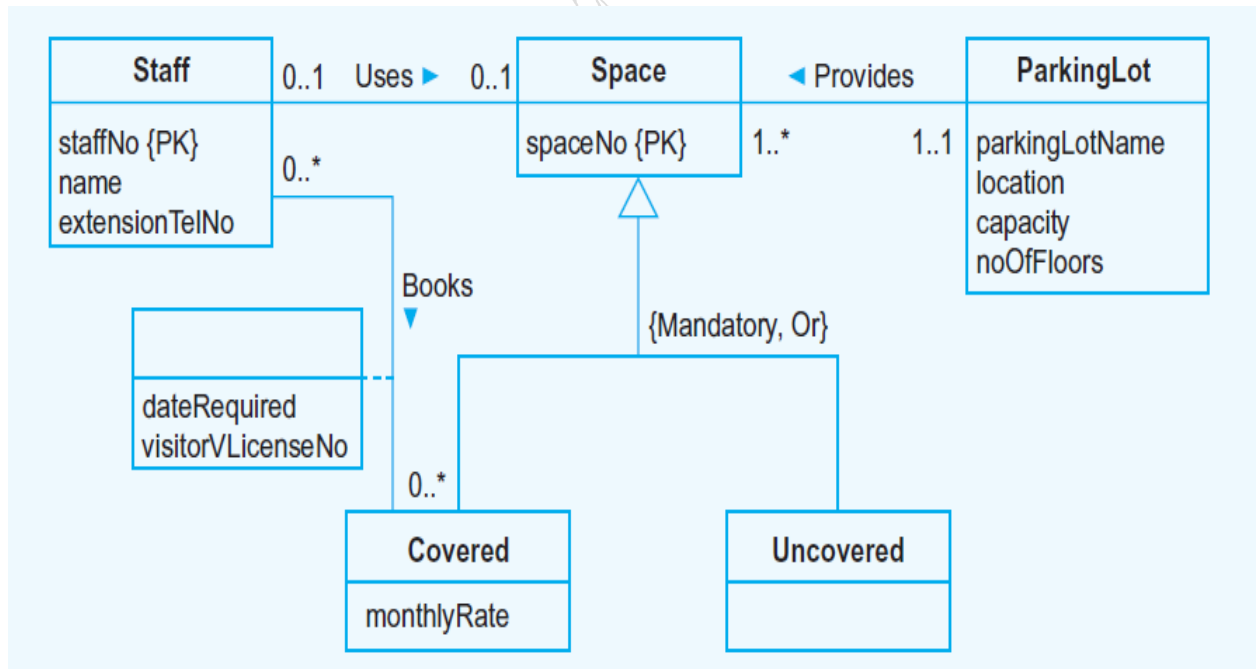 Staff
0..1 Uses ► 0..1
Space
◄ Provides
ParkingLot
staffNo {PK}
name
extensionTelNo
0..*
spaceNo {PK}
1..*
1..1
parkingLotName
location
capacity
noOfFloors
Books
▼
{Mandatory, Or}
dateRequired
visitorVLicenseNo
0..*
Covered
monthlyRate
Uncovered